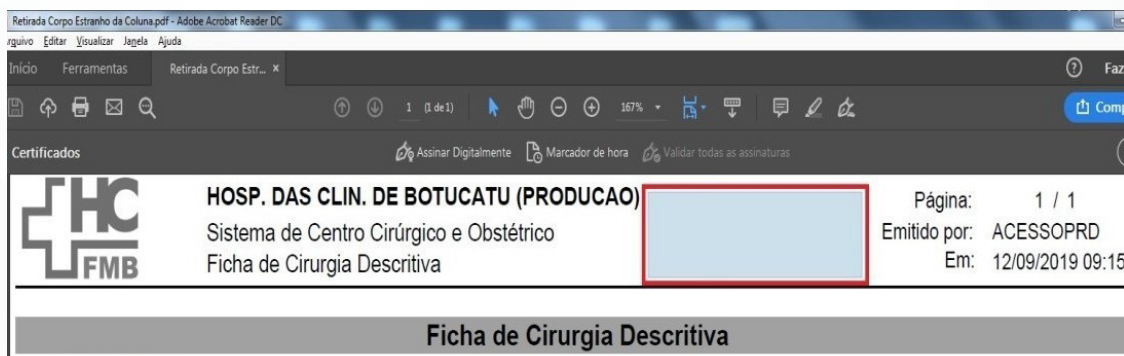 Retirada Corpo Estranho da Coluna.pdf - Adobe Acrobat Reader DC
rquivo Editar Visualizar Janela Ajuda
Início Ferramentas Retirada Corpo Estr... × ? Faz
1 (1 de 1) 167% Comp
Certificados Assinar Digitalmente Marcador de hora Validar todas as assinaturas
HC
FMB
HOSP. DAS CLIN. DE BOTUCATU (PRODUCAO)
Sistema de Centro Cirúrgico e Obstétrico
Ficha de Cirurgia Descritiva
Página: 1 / 1
Emitido por: ACESSOPRD
Em: 12/09/2019 09:15
Ficha de Cirurgia Descritiva